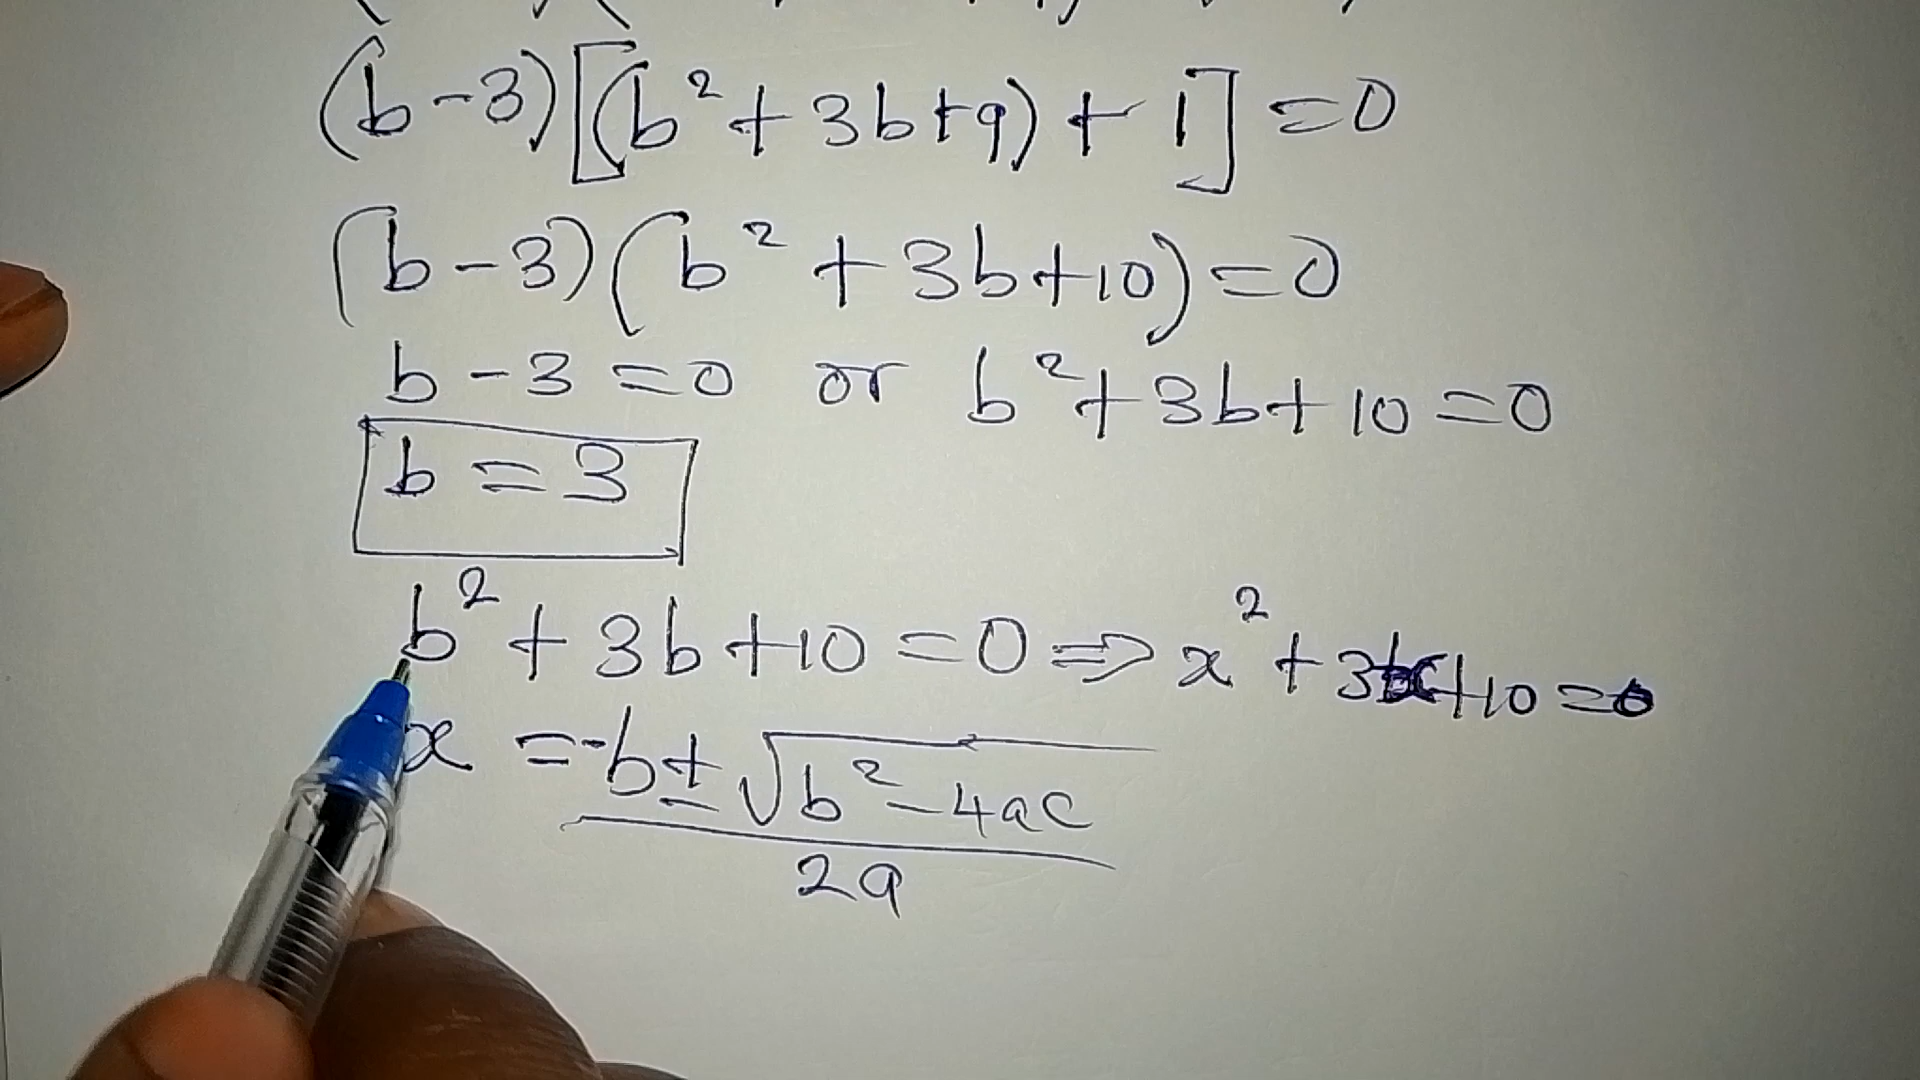 (b-3)[(b²+3b+9)+1]=0
(b-3)(b²+3b+10)=0
b-3=0 or b²+3b+10=0
b=3
b²+3b+10=0⇒x²+3x+10=0
x=-b±√b²-4ac
2a